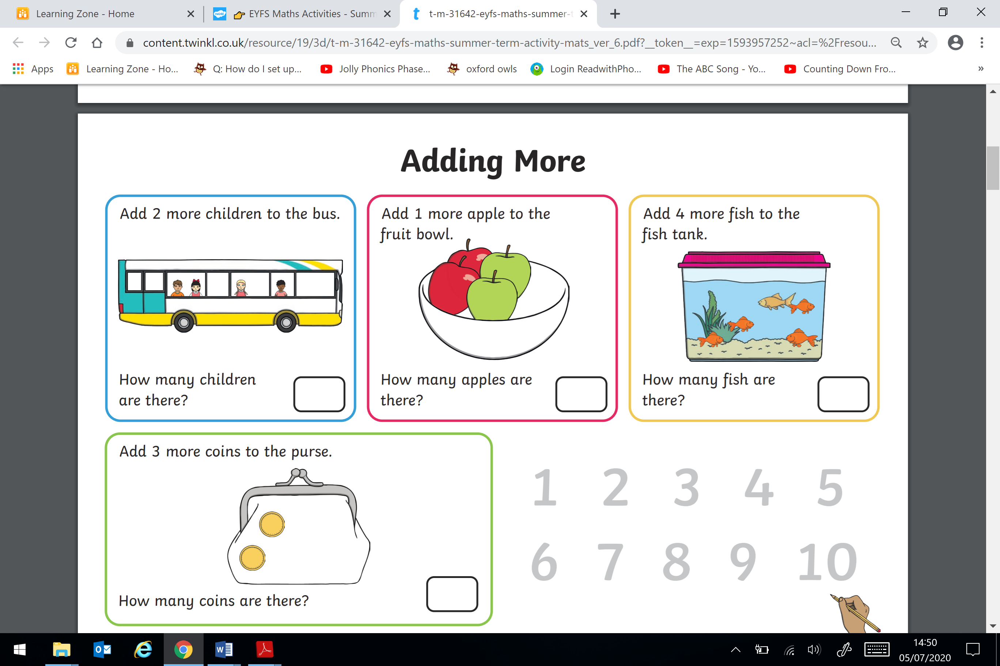 Learning Zone - Home
EYFS Maths Activities - Summ
t-m-31642-eyfs-maths-summer-t
content.twinkl.co.uk/resource/19/3d/t-m-31642-eyfs-maths-summer-term-activity-mats_ver_6.pdf?__token__=exp=1593957252~acl=%2Fresou...
Apps
Learning Zone - Ho...
Q: How do I set up...
Jolly Phonics Phase...
oxford owls
Login ReadwithPho...
The ABC Song - Yo...
Counting Down Fro...
»
Adding More
Add 2 more children to the bus.
How many children
are there?
Add 1 more apple to the
fruit bowl.
How many apples are
there?
Add 4 more fish to the
fish tank.
How many fish are
there?
Add 3 more coins to the purse.
How many coins are there?
1 2 3 4 5
6 7 8 9 10
14:50
05/07/2020